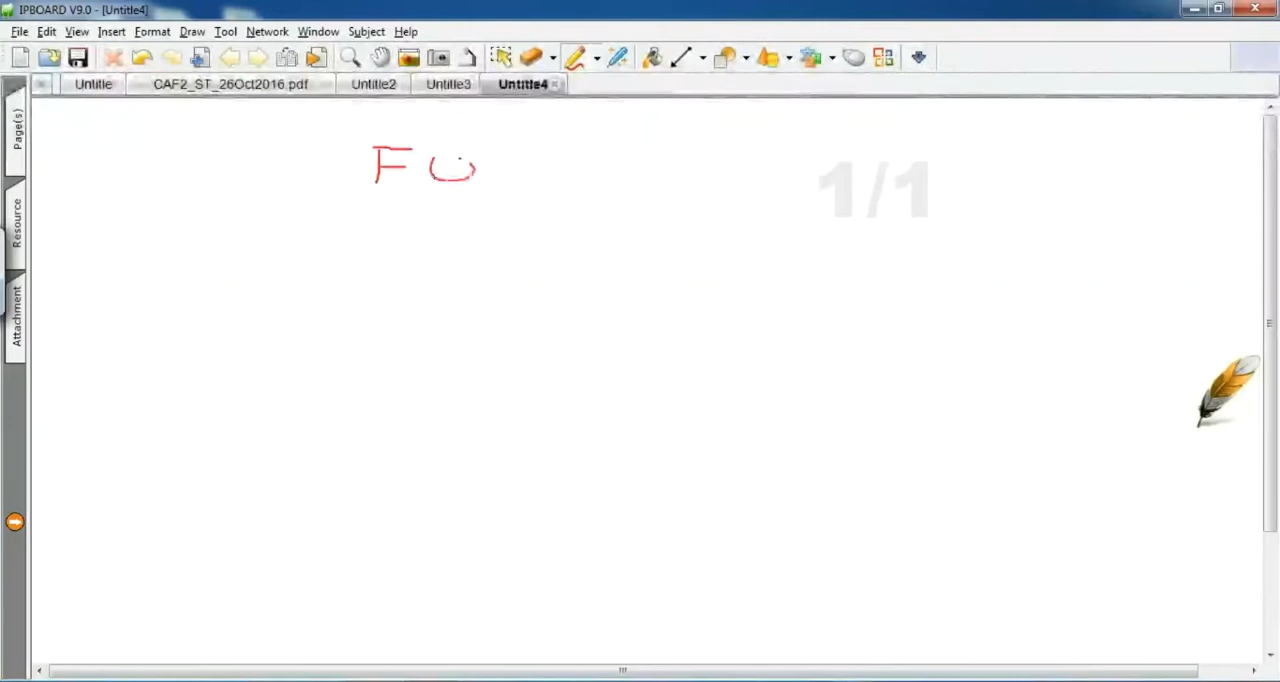 IPBOARD V9.0 - [Untitle4]
File Edit View Insert Format Draw Tool Network Window Subject Help
Untitle CAF2_ST_26Oct2016.pdf Untitle2 Untitle3 Untitle4
Page(s)
Resource
Attachment
F
1/1